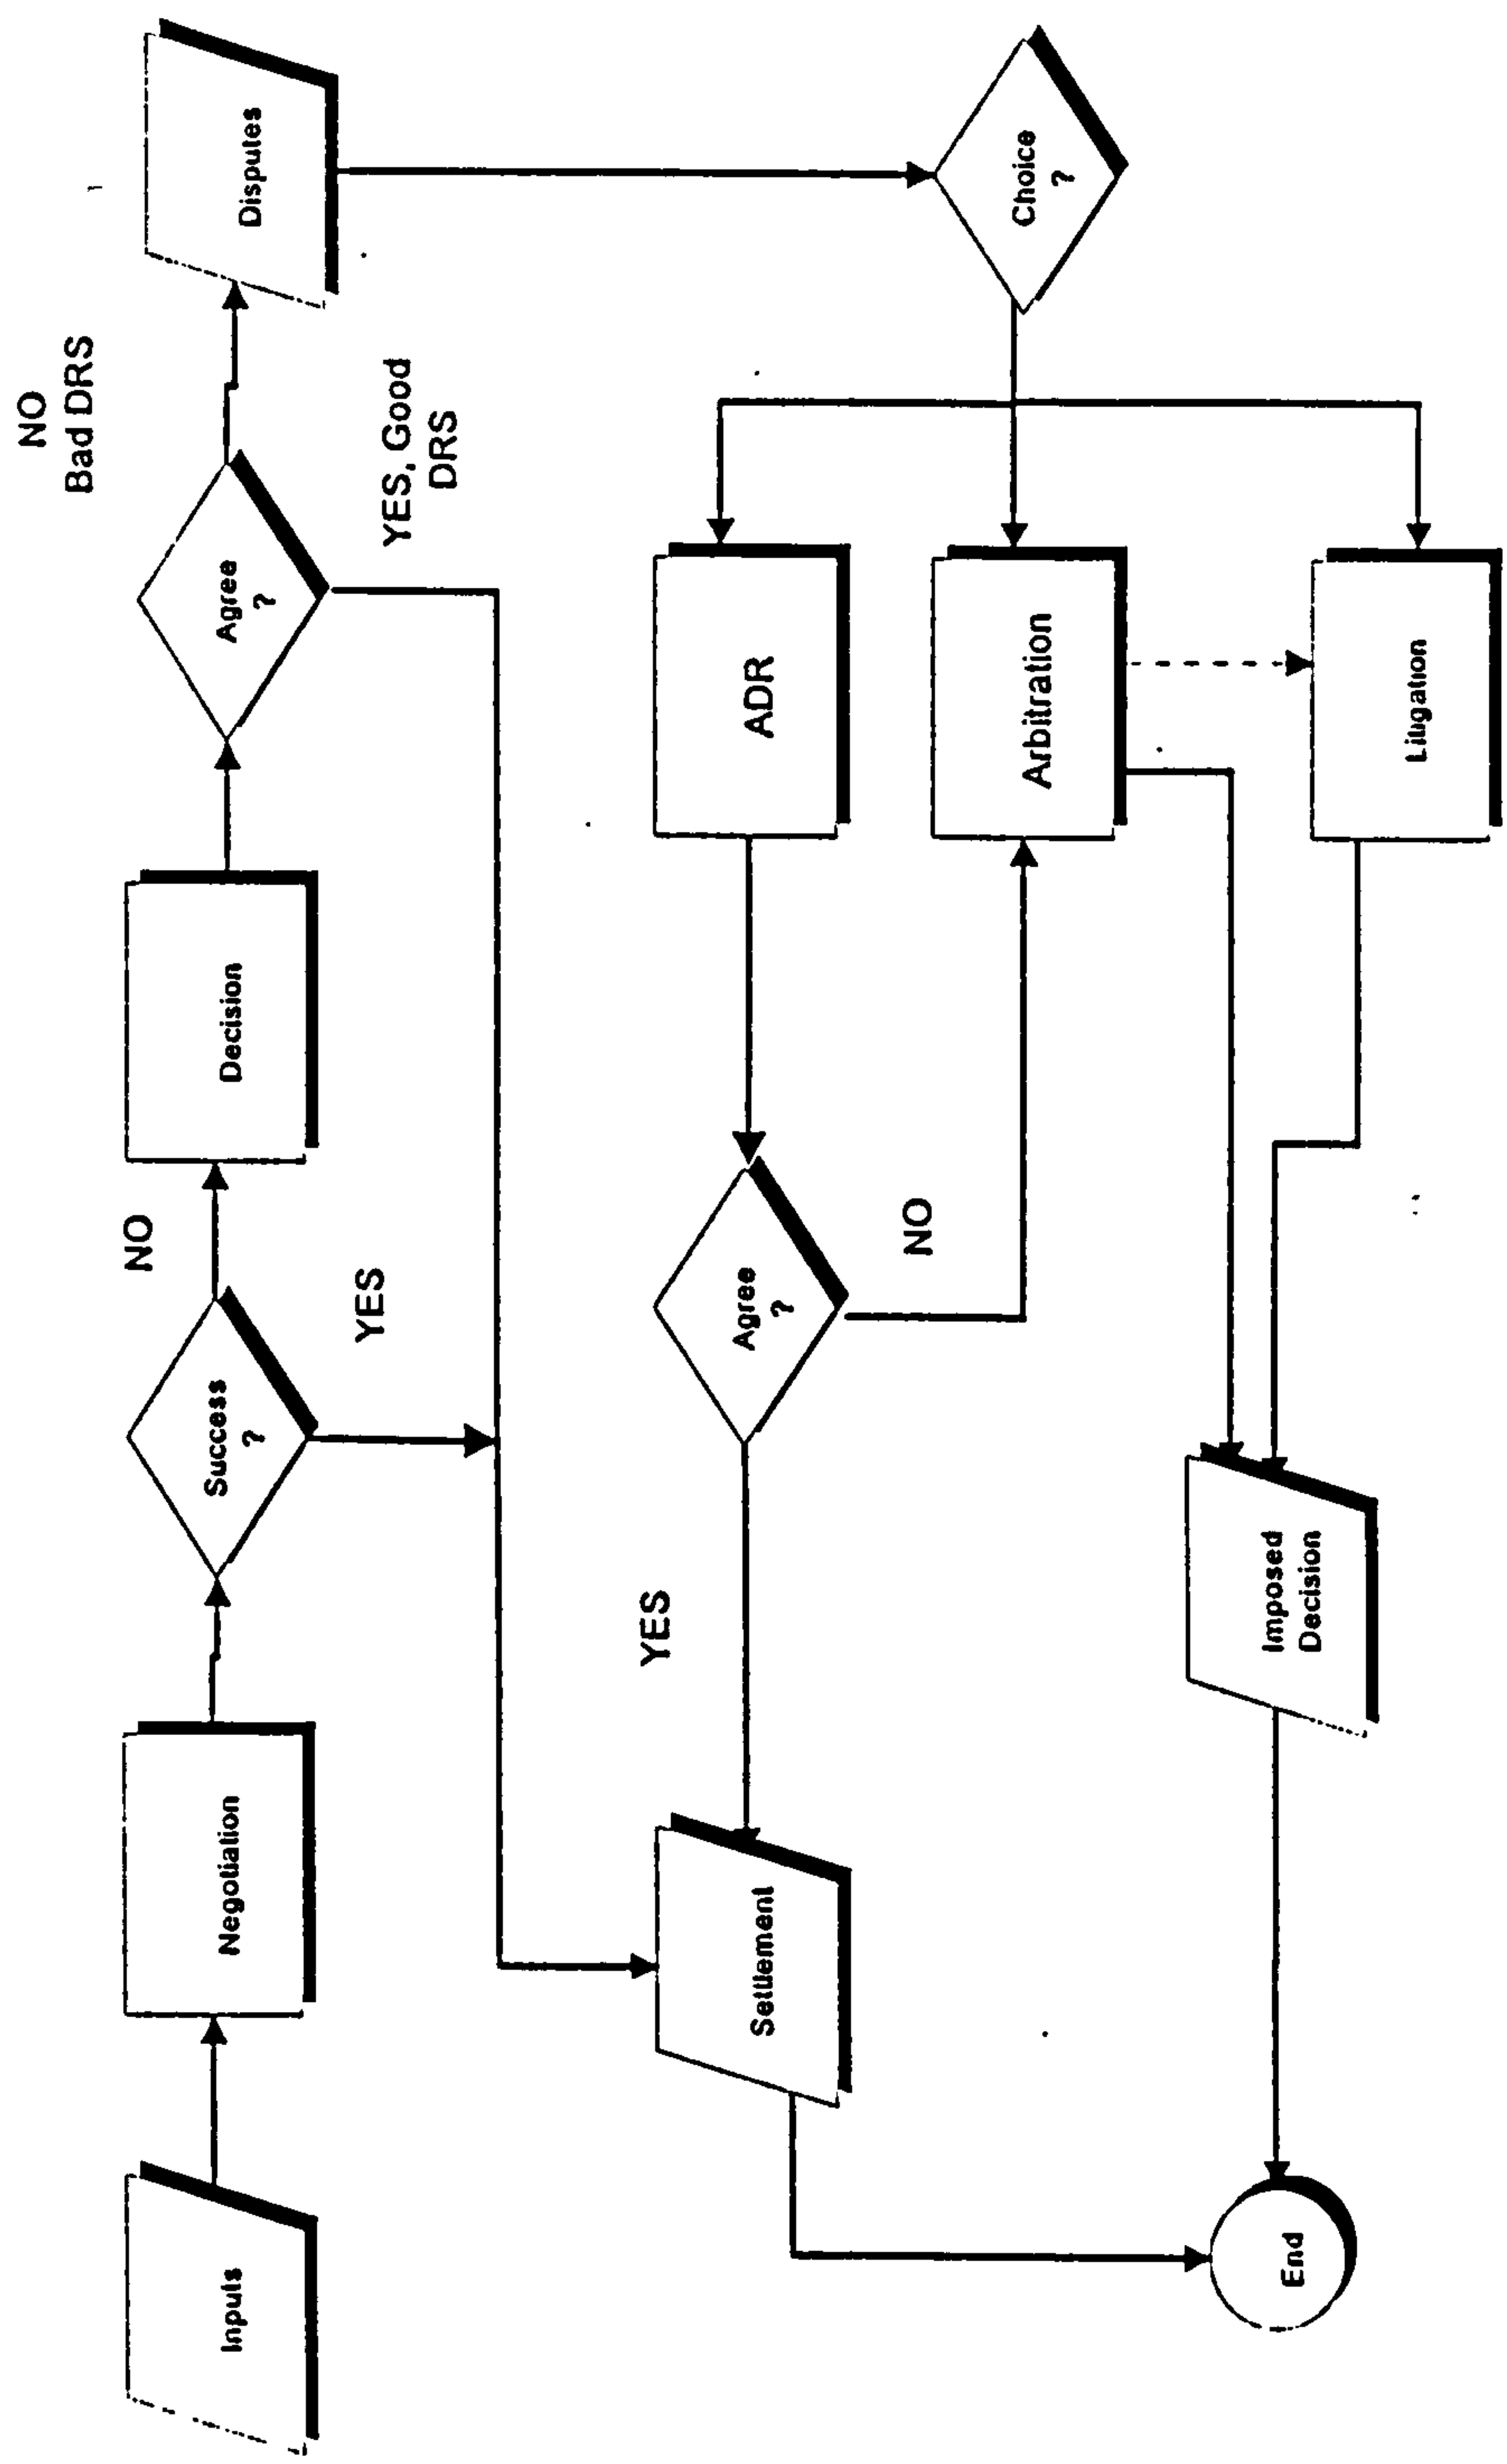 NO
Bad DRS
Inputs
Negotiation
Success
?
NO
Decision
Agree
?
Disputes
YES
YES, Good
DRS
YES
Settlement
Agree
?
NO
ADR
Arbitration
Choice
?
Imposed
Decision
End
Litigation